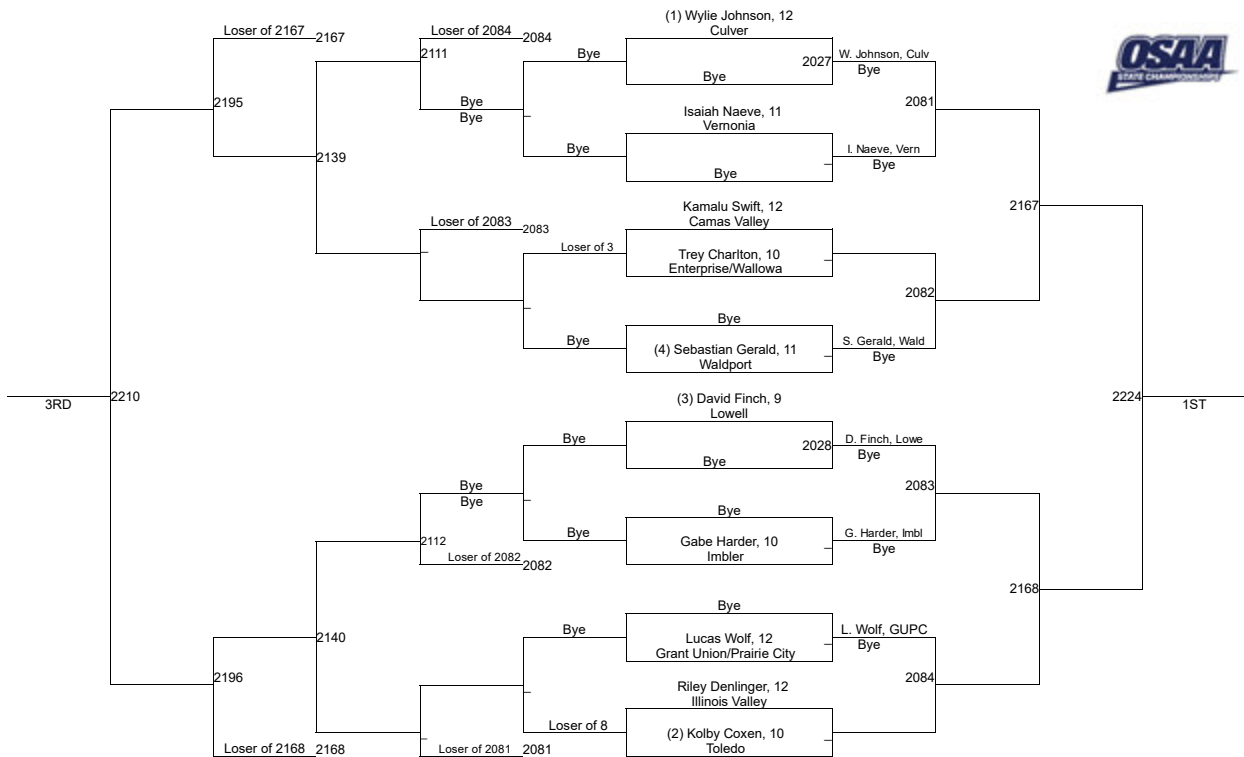 (1) Wylie Johnson, 12
Culver
Loser of 2167 2167
Loser of 2084 2084
OSAA
STATE CHAMPIONSHIPS
2111
Bye
2027
W. Johnson, Culv
Bye
Bye
2195
Bye
Bye
2081
Isaiah Naeve, 11
Vernonia
Bye
I. Naeve, Vern
2139
Bye
Bye
Kamalu Swift, 12
Camas Valley
2167
Loser of 2083 2083
Loser of 3
Trey Charlton, 10
Enterprise/Wallowa
2082
Bye
Bye
S. Gerald, Wald
(4) Sebastian Gerald, 11
Bye
Waldport
(3) David Finch, 9
Lowell
3RD
2210
2224
1ST
Bye
2028
D. Finch, Lowe
Bye
Bye
Bye
Bye
2083
Bye
Bye
G. Harder, Imbl
2112
Gabe Harder, 10
Imbler
Bye
Loser of 2082 2082
2168
Bye
Bye
L. Wolf, GUPC
2140
Lucas Wolf, 12
Bye
Grant Union/Prairie City
2196
2084
Riley Denlinger, 12
Illinois Valley
Loser of 8
(2) Kolby Coxen, 10
Toledo
Loser of 2168 2168
Loser of 2081 2081